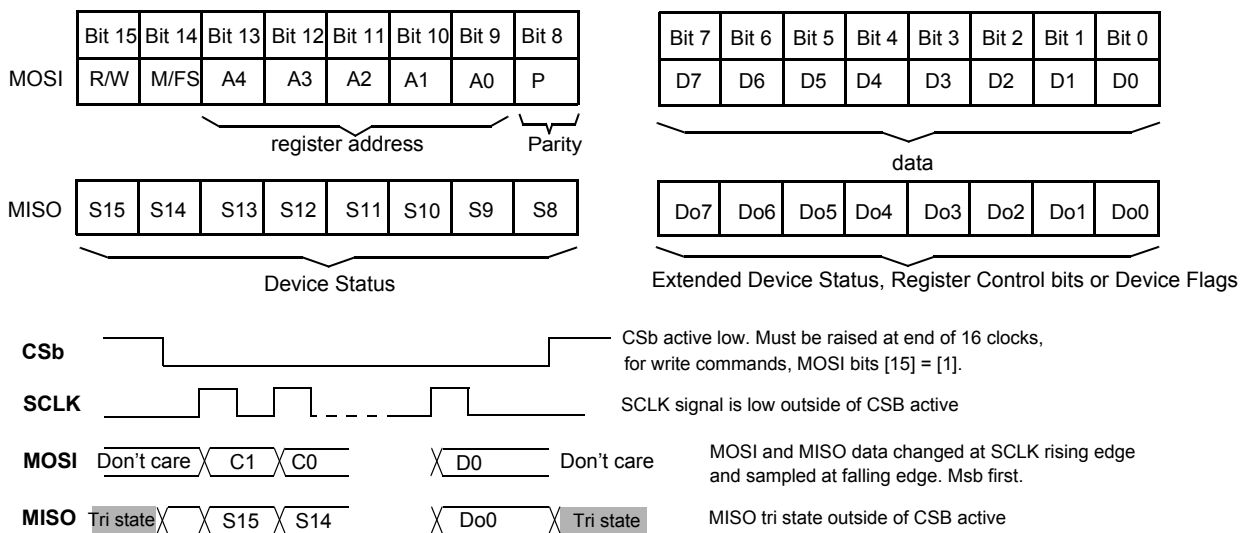 Bit 15 Bit 14 Bit 13 Bit 12 Bit 11 Bit 10 Bit 9 Bit 8 Bit 7 Bit 6 Bit 5 Bit 4 Bit 3 Bit 2 Bit 1 Bit 0
MOSI R/W M/FS A4 A3 A2 A1 A0 P D7 D6 D5 D4 D3 D2 D1 D0
register address Parity
data
MISO S15 S14 S13 S12 S11 S10 S9 S8 Do7 Do6 Do5 Do4 Do3 Do2 Do1 Do0
Device Status Extended Device Status, Register Control bits or Device Flags
CSb
CSb active low. Must be raised at end of 16 clocks,
for write commands, MOSI bits [15] = [1].
SCLK SCLK signal is low outside of CSB active
MOSI Don't care C1 C0 D0 Don't care
MOSI and MISO data changed at SCLK rising edge
and sampled at falling edge. Msb first.
MISO Tri state S15 S14 Do0 Tri state MISO tri state outside of CSB active